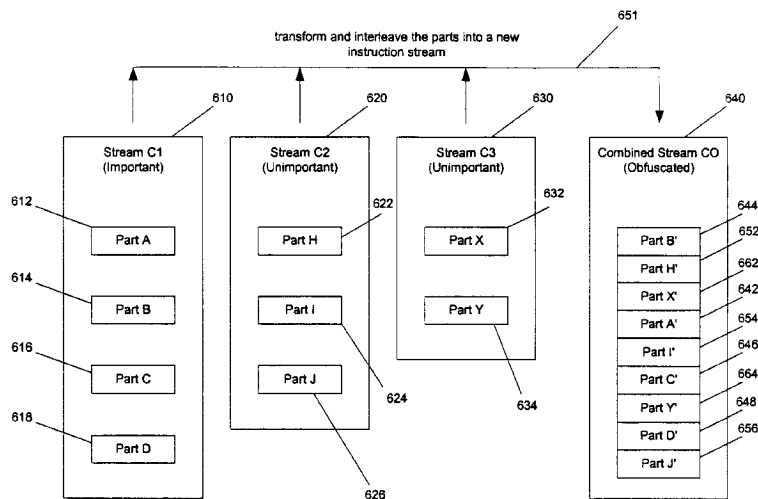 651
transform and interleave the parts into a new
instruction stream
610
620
630
640
Stream C1
(Important)
Stream C2
(Unimportant)
Stream C3
(Unimportant)
Combined Stream CO
(Obfuscated)
612
Part A
614
Part B
616
Part C
618
Part D
622
Part H
Part I
624
Part J
626
632
Part X
Part Y
634
644
Part B'
652
Part H'
662
Part X'
642
Part A'
654
Part I'
646
Part C'
664
Part Y'
648
Part D'
656
Part J'